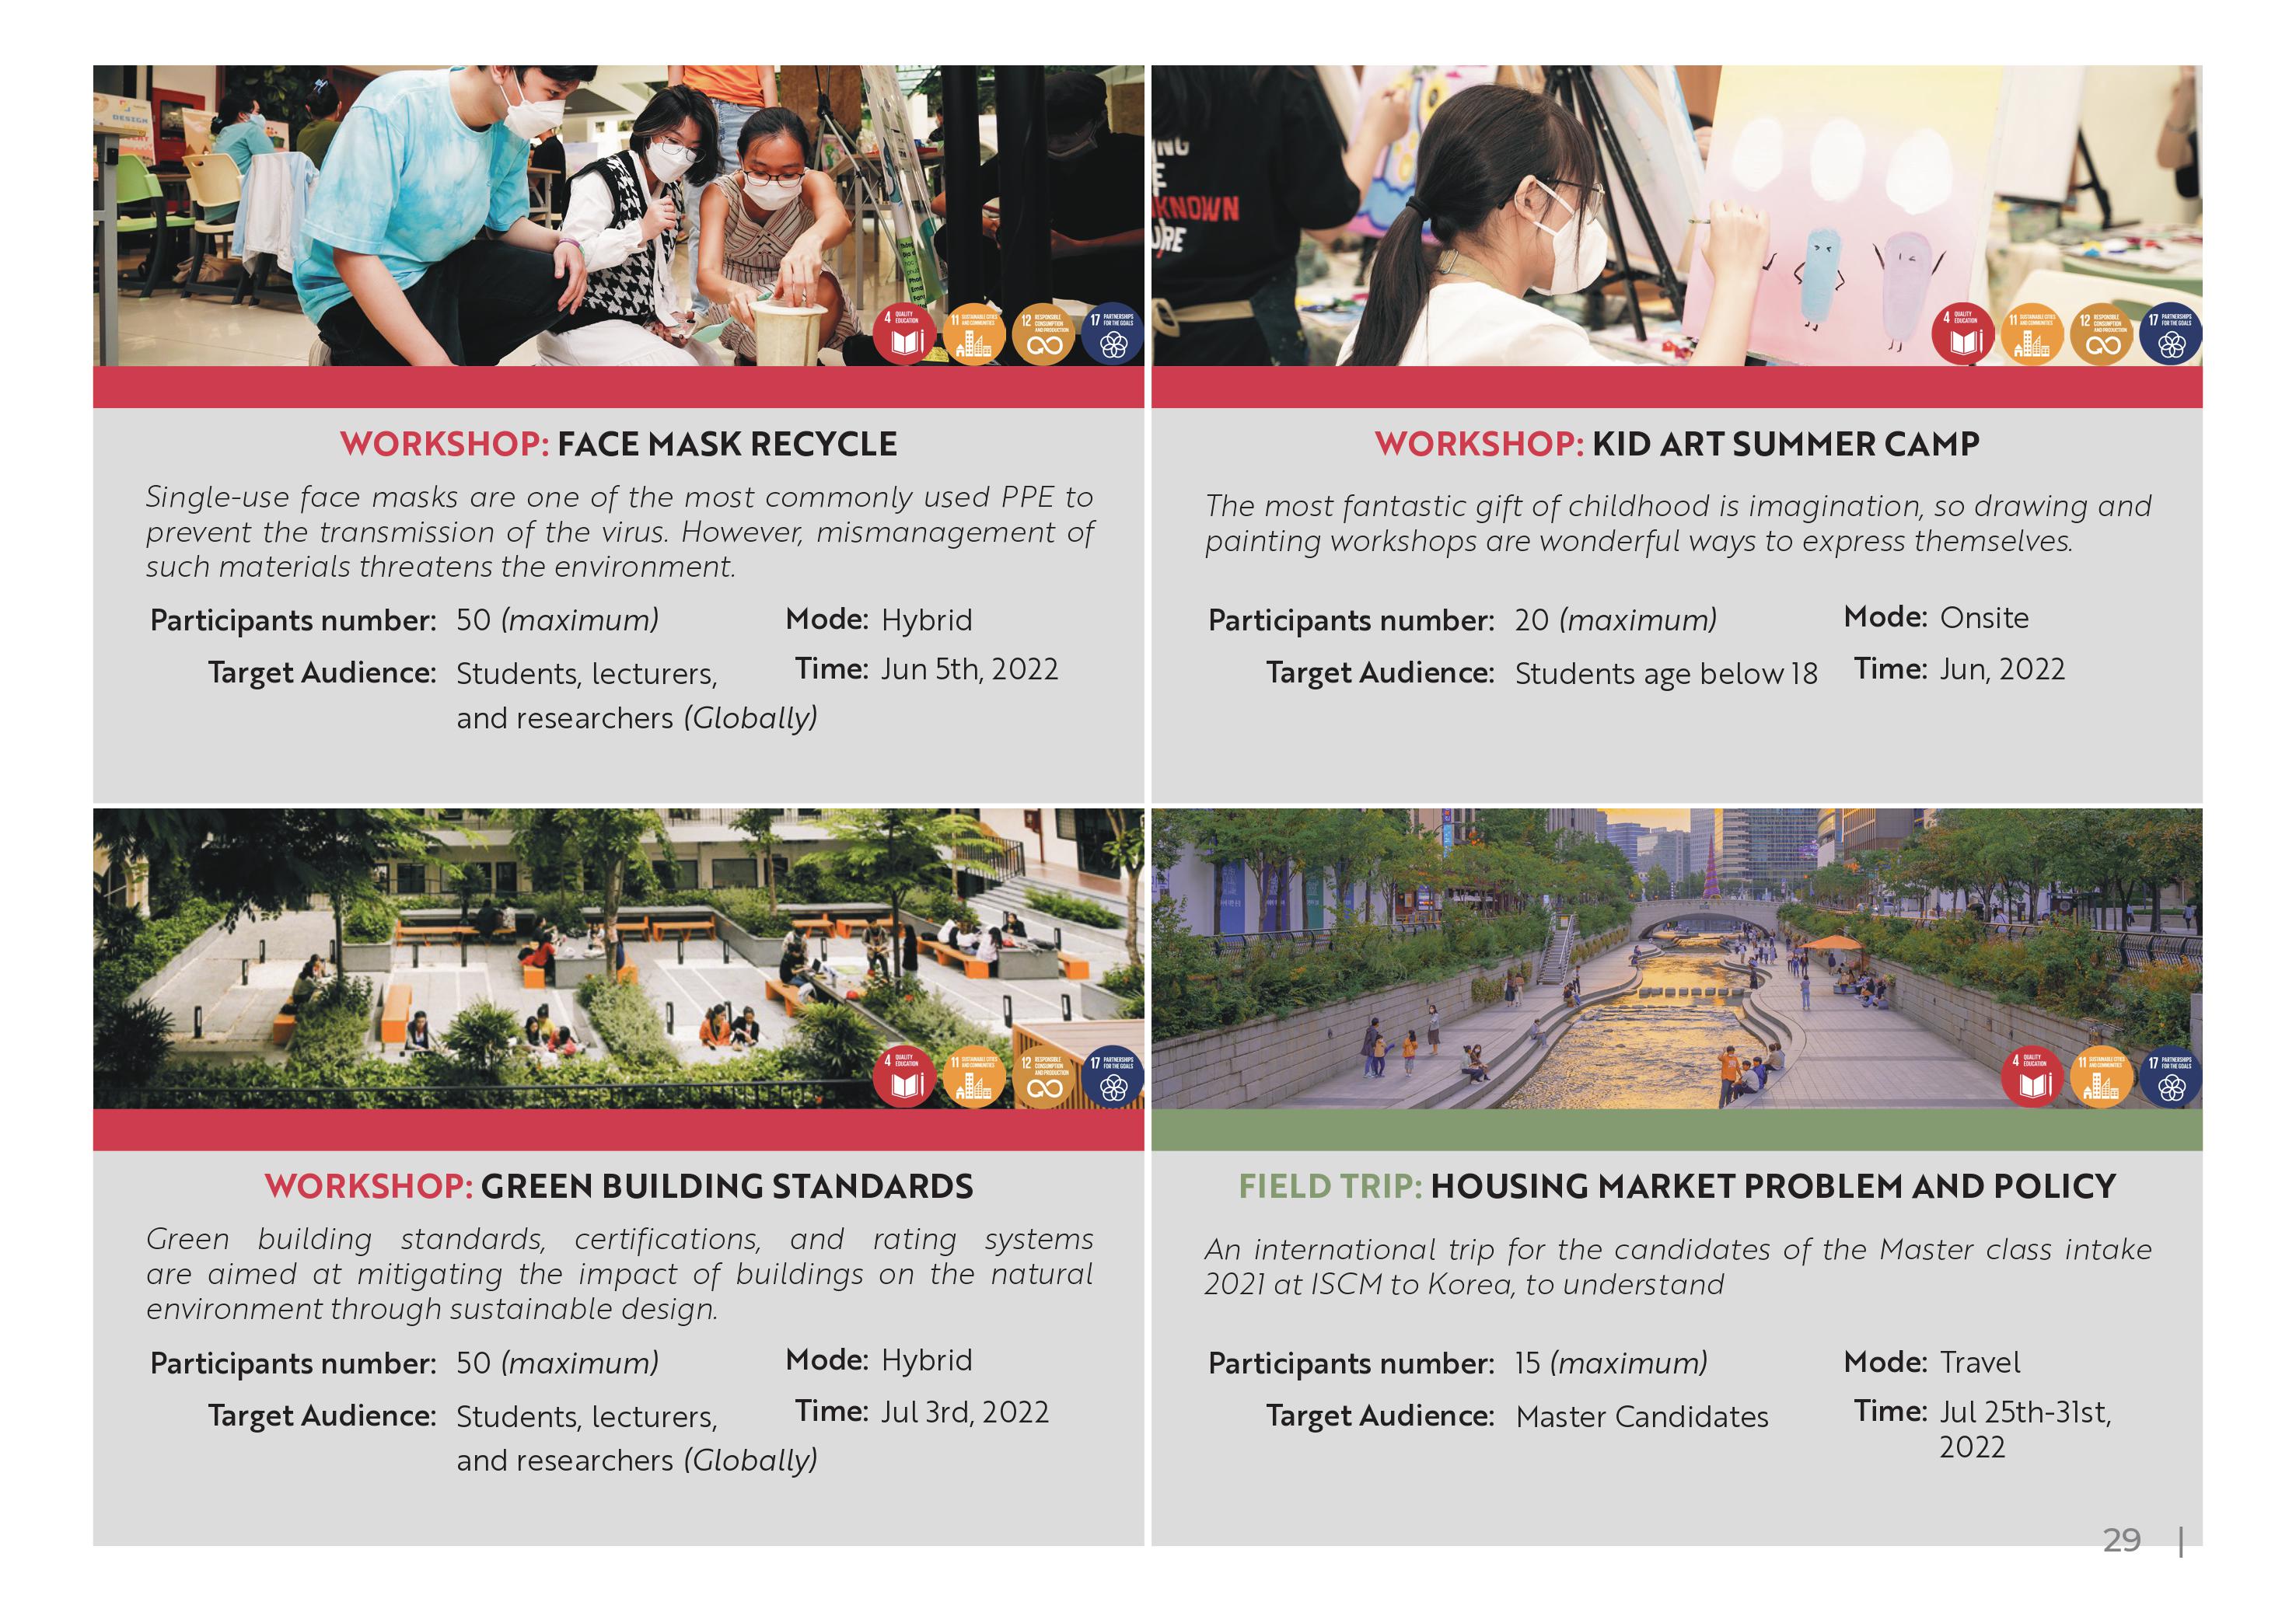 DESIGN
4 QUALITY
EDUCATION
11 SUSTAINABLE CITIES
AND COMMUNITIES
12 RESPONSIBLE
CONSUMPTION
AND PRODUCTION
17 PARTNERSHIPS
FOR THE GOALS
WORKSHOP: FACE MASK RECYCLE
Single-use face masks are one of the most commonly used PPE to
prevent the transmission of the virus. However, mismanagement of
such materials threatens the environment.
Participants number: 50 (maximum)
Mode: Hybrid
Target Audience: Students, lecturers,
and researchers (Globally)
Time: Jun 5th, 2022
KNOWN
4 QUALITY
EDUCATION
11 SUSTAINABLE CITIES
AND COMMUNITIES
12 RESPONSIBLE
CONSUMPTION
AND PRODUCTION
17 PARTNERSHIPS
FOR THE GOALS
WORKSHOP: KID ART SUMMER CAMP
The most fantastic gift of childhood is imagination, so drawing and
painting workshops are wonderful ways to express themselves.
Participants number: 20 (maximum)
Mode: Onsite
Target Audience: Students age below 18
Time: Jun, 2022
4 QUALITY
EDUCATION
11 SUSTAINABLE CITIES
AND COMMUNITIES
12 RESPONSIBLE
CONSUMPTION
AND PRODUCTION
17 PARTNERSHIPS
FOR THE GOALS
WORKSHOP: GREEN BUILDING STANDARDS
Green building standards, certifications, and rating systems
are aimed at mitigating the impact of buildings on the natural
environment through sustainable design.
Participants number: 50 (maximum)
Mode: Hybrid
Target Audience: Students, lecturers,
and researchers (Globally)
Time: Jul 3rd, 2022
4 QUALITY
EDUCATION
11 SUSTAINABLE CITIES
AND COMMUNITIES
17 PARTNERSHIPS
FOR THE GOALS
FIELD TRIP: HOUSING MARKET PROBLEM AND POLICY
An international trip for the candidates of the Master class intake
2021 at ISCM to Korea, to understand
Participants number: 15 (maximum)
Mode: Travel
Target Audience: Master Candidates
Time: Jul 25th-31st,
2022
29 |